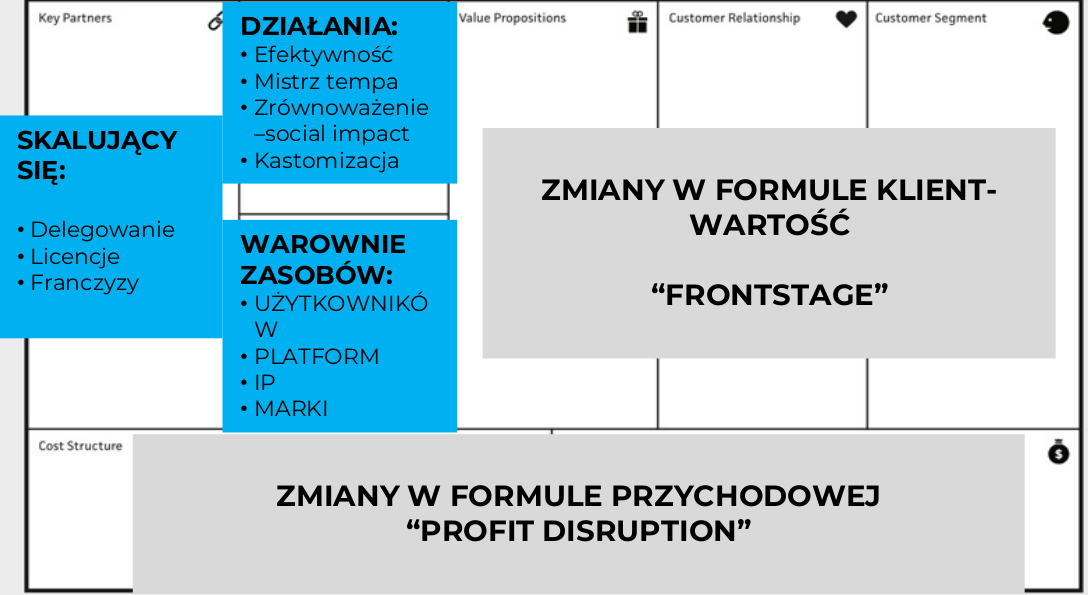 Key Partners
DZIAŁANIA:
• Efektywność
• Mistrz tempa
• Zrównoważenie
–social impact
• Kastomizacja
Value Propositions
Customer Relationship
Customer Segment
SKALUJĄCY
SIĘ:
• Delegowanie
• Licencje
• Franczyzy
WAROWNIE
ZASOBÓW:
• UŻYTKOWNIKÓ
W
• PLATFORM
• IP
• MARKI
ZMIANY W FORMULE KLIENT-
WARTOŚĆ
“FRONTSTAGE”
Cost Structure
$
ZMIANY W FORMULE PRZYCHODOWEJ
“PROFIT DISRUPTION”